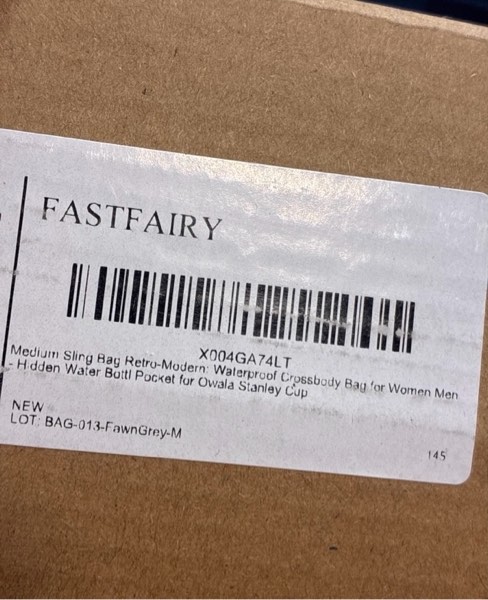 FASTFAIRY
X004GA74LT
Medium Sling Bag Retro-Modern: Waterproof Crossbody Bag for Women Men
- Hidden Water Bottl Pocket for Owala Stanley Cup
NEW
LOT: BAG-013-FawnGrey-M
145